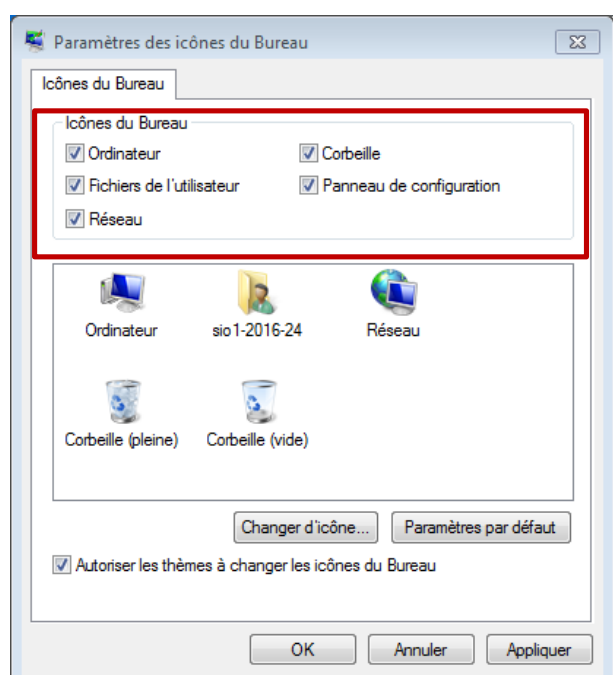 Paramètres des icônes du Bureau
Icônes du Bureau
Icônes du Bureau
Ordinateur Corbeille
Fichiers de l'utilisateur Panneau de configuration
Réseau
Ordinateur sio1-2016-24 Réseau
Corbeille (pleine) Corbeille (vide)
Changer d'icône... Paramètres par défaut
Autoriser les thèmes à changer les icônes du Bureau
OK Annuler Appliquer